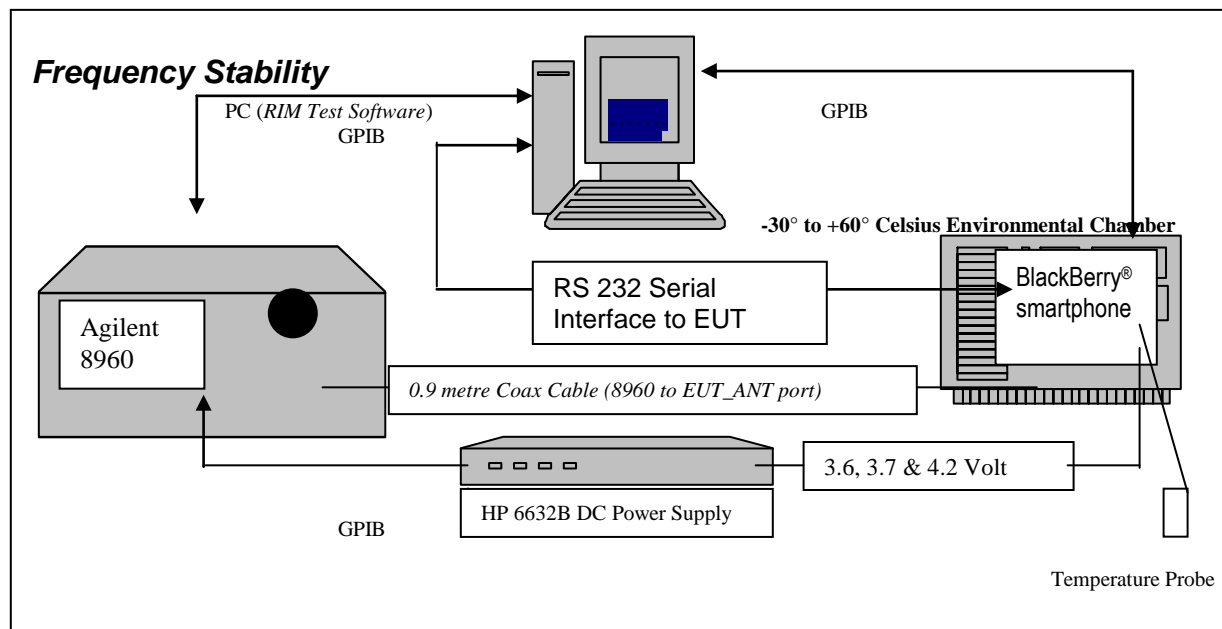 Frequency Stability
PC (RIM Test Software)
GPIB
GPIB
-30° to +60° Celsius Environmental Chamber
BlackBerry®
smartphone
RS 232 Serial
Interface to EUT
Agilent
8960
0.9 metre Coax Cable (8960 to EUT_ANT port)
3.6, 3.7 & 4.2 Volt
HP 6632B DC Power Supply
GPIB
Temperature Probe